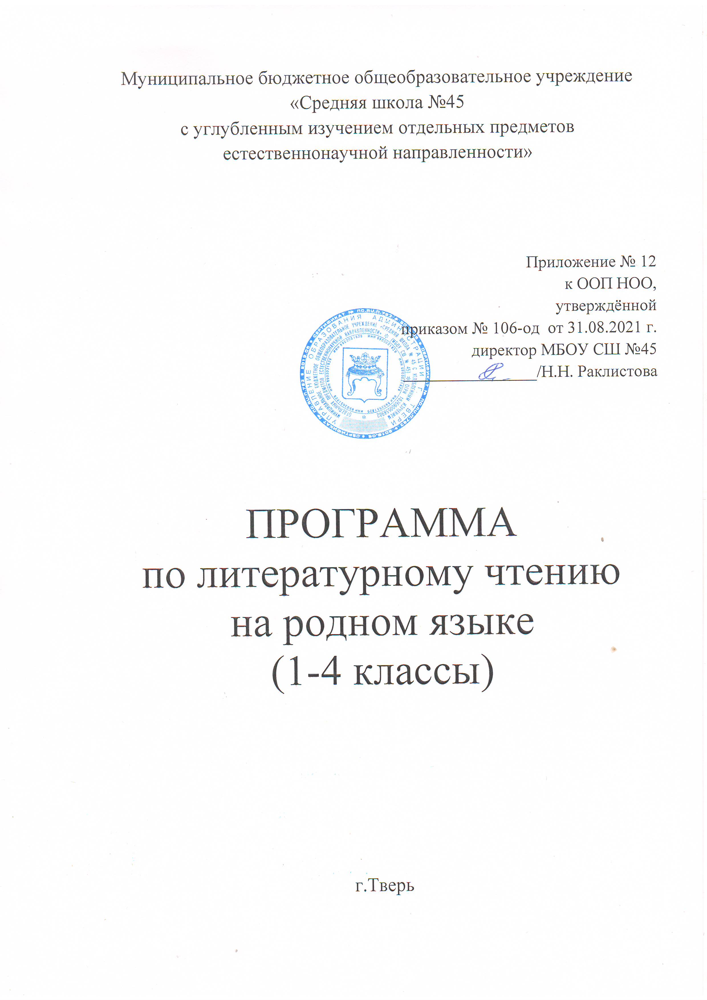 Муниципальное бюджетное общеобразовательное учреждение
«Средняя школа №45
с углубленным изучением отдельных предметов
естественнонаучной направленности»
Приложение № 12
к ООП НОО,
утверждённой
приказом № 106-од от 31.08.2021 г.
директор МБОУ СШ №45
/Н.Н. Раклистова
УПРАВЛЕНИЕ ОБРАЗОВАНИЯ АДМИНИСТРАЦИИ Г. ТВЕРИ
МУНИЦИПАЛЬНОЕ БЮДЖЕТНОЕ ОБЩЕОБРАЗОВАТЕЛЬНОЕ УЧРЕЖДЕНИЕ «СРЕДНЯЯ ШКОЛА № 45 С УГЛУБЛЕННЫМ ИЗУЧЕНИЕМ
ОТДЕЛЬНЫХ ПРЕДМЕТОВ ЕСТЕСТВЕННОНАУЧНОЙ НАПРАВЛЕННОСТИ» * (МБОУ СШ № 45) * ОГРН
ИНН 6903031829
ПРОГРАММА
по литературному чтению
на родном языке
(1-4 классы)
г.Тверь